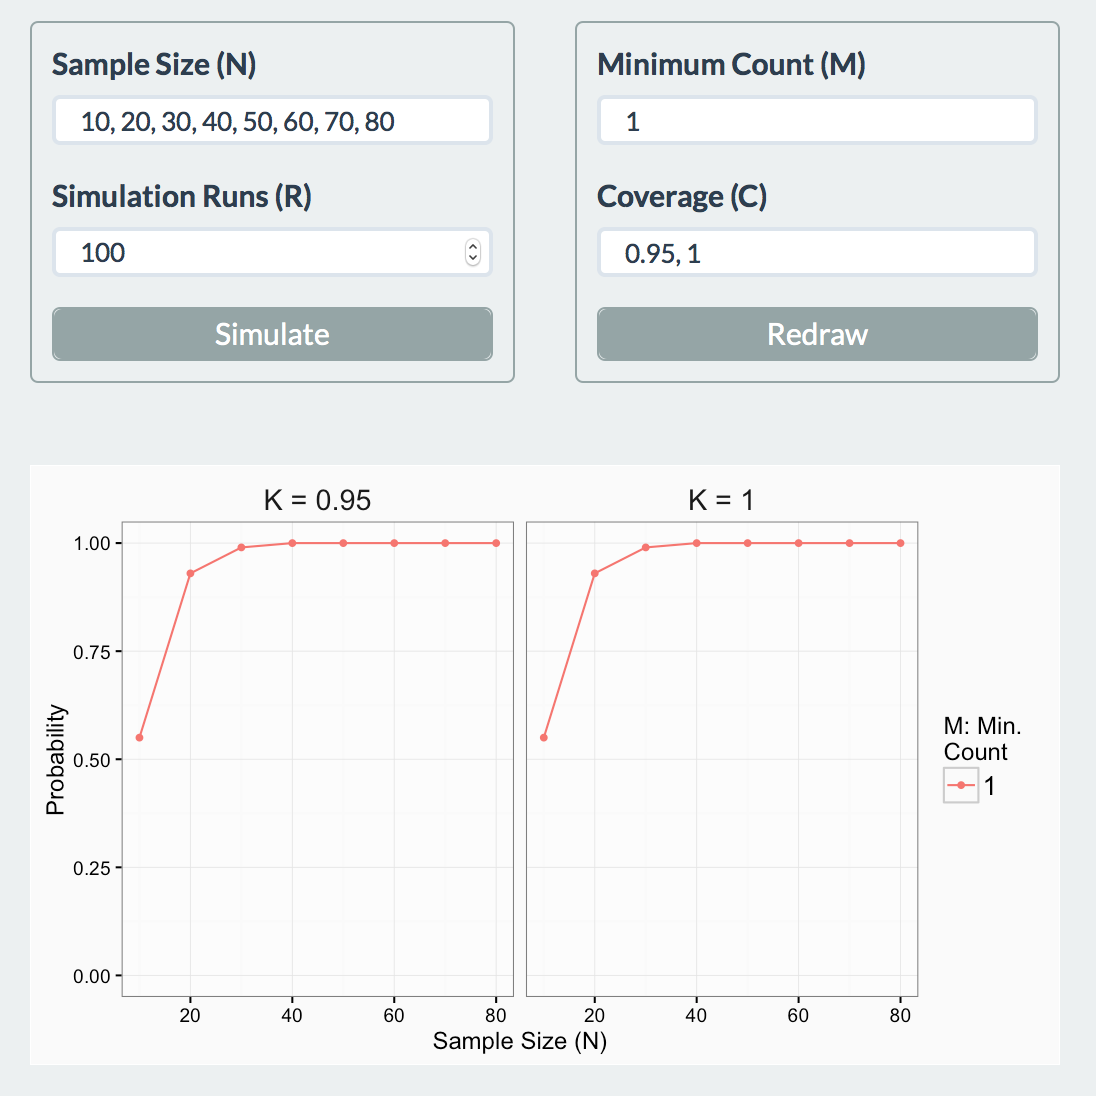 Sample Size (N)
10, 20, 30, 40, 50, 60, 70, 80
Simulation Runs (R)
100
Simulate
Minimum Count (M)
1
Coverage (C)
0.95, 1
Redraw
K = 0.95
K = 1
1.00
0.75
0.50
0.25
0.00
Probability
20 40 60 80
20 40 60 80
Sample Size (N)
M: Min.
Count
1